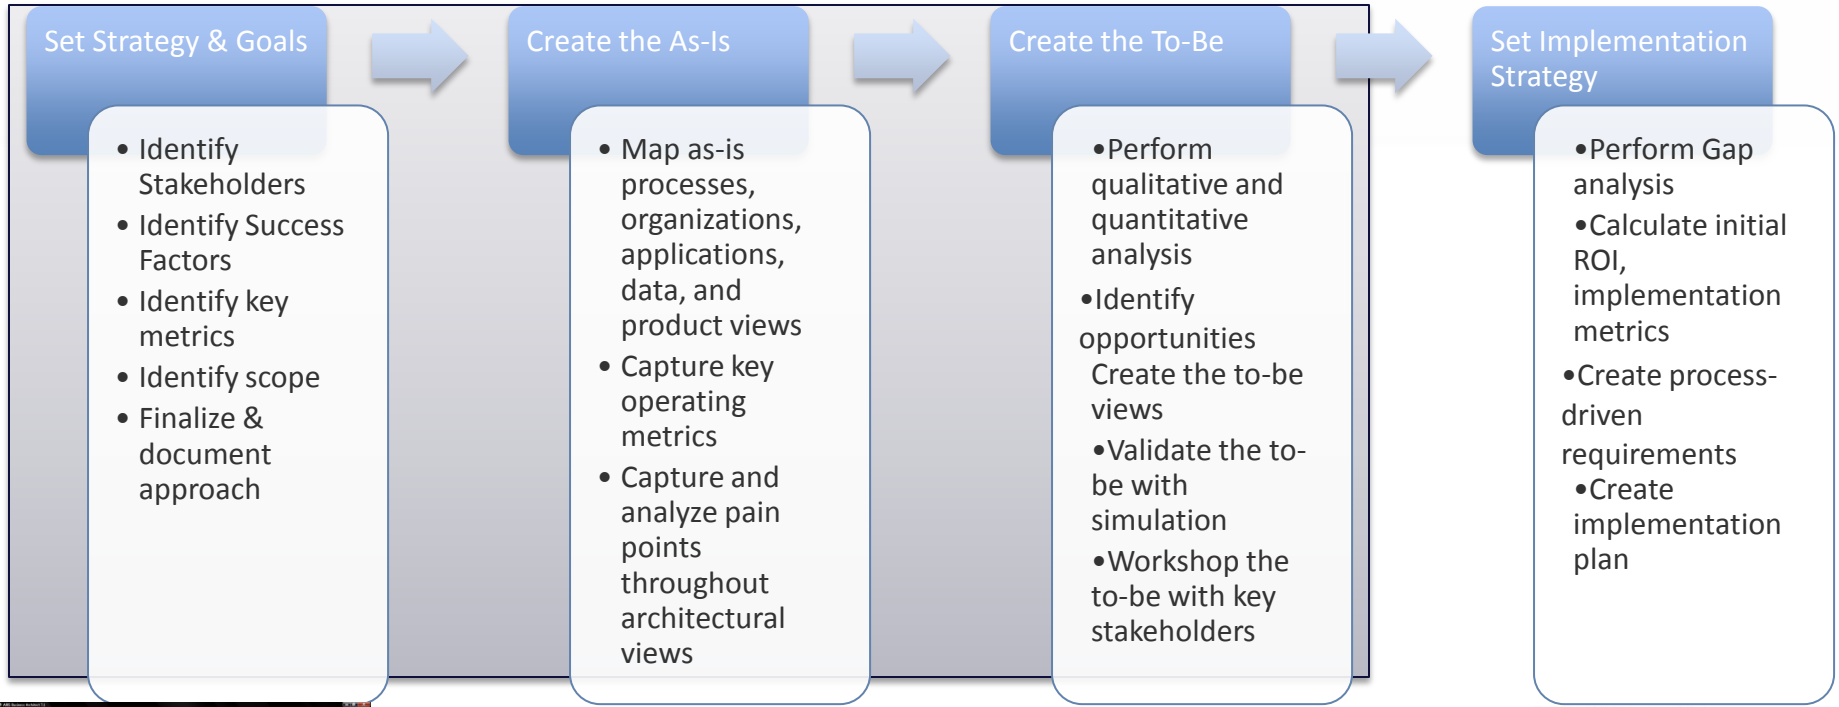 Set Strategy & Goals
• Identify
Stakeholders
• Identify Success
Factors
• Identify key
metrics
• Identify scope
• Finalize &
document
approach
Create the As-Is
• Map as-is
processes,
organizations,
applications,
data, and
product views
• Capture key
operating
metrics
• Capture and
analyze pain
points
throughout
architectural
views
Create the To-Be
•Perform
qualitative and
quantitative
analysis
•Identify
opportunities
Create the to-be
views
•Validate the to-
be with
simulation
•Workshop the
to-be with key
stakeholders
Set Implementation
Strategy
•Perform Gap
analysis
•Calculate initial
ROI,
implementation
metrics
•Create process-
driven
requirements
•Create
implementation
plan